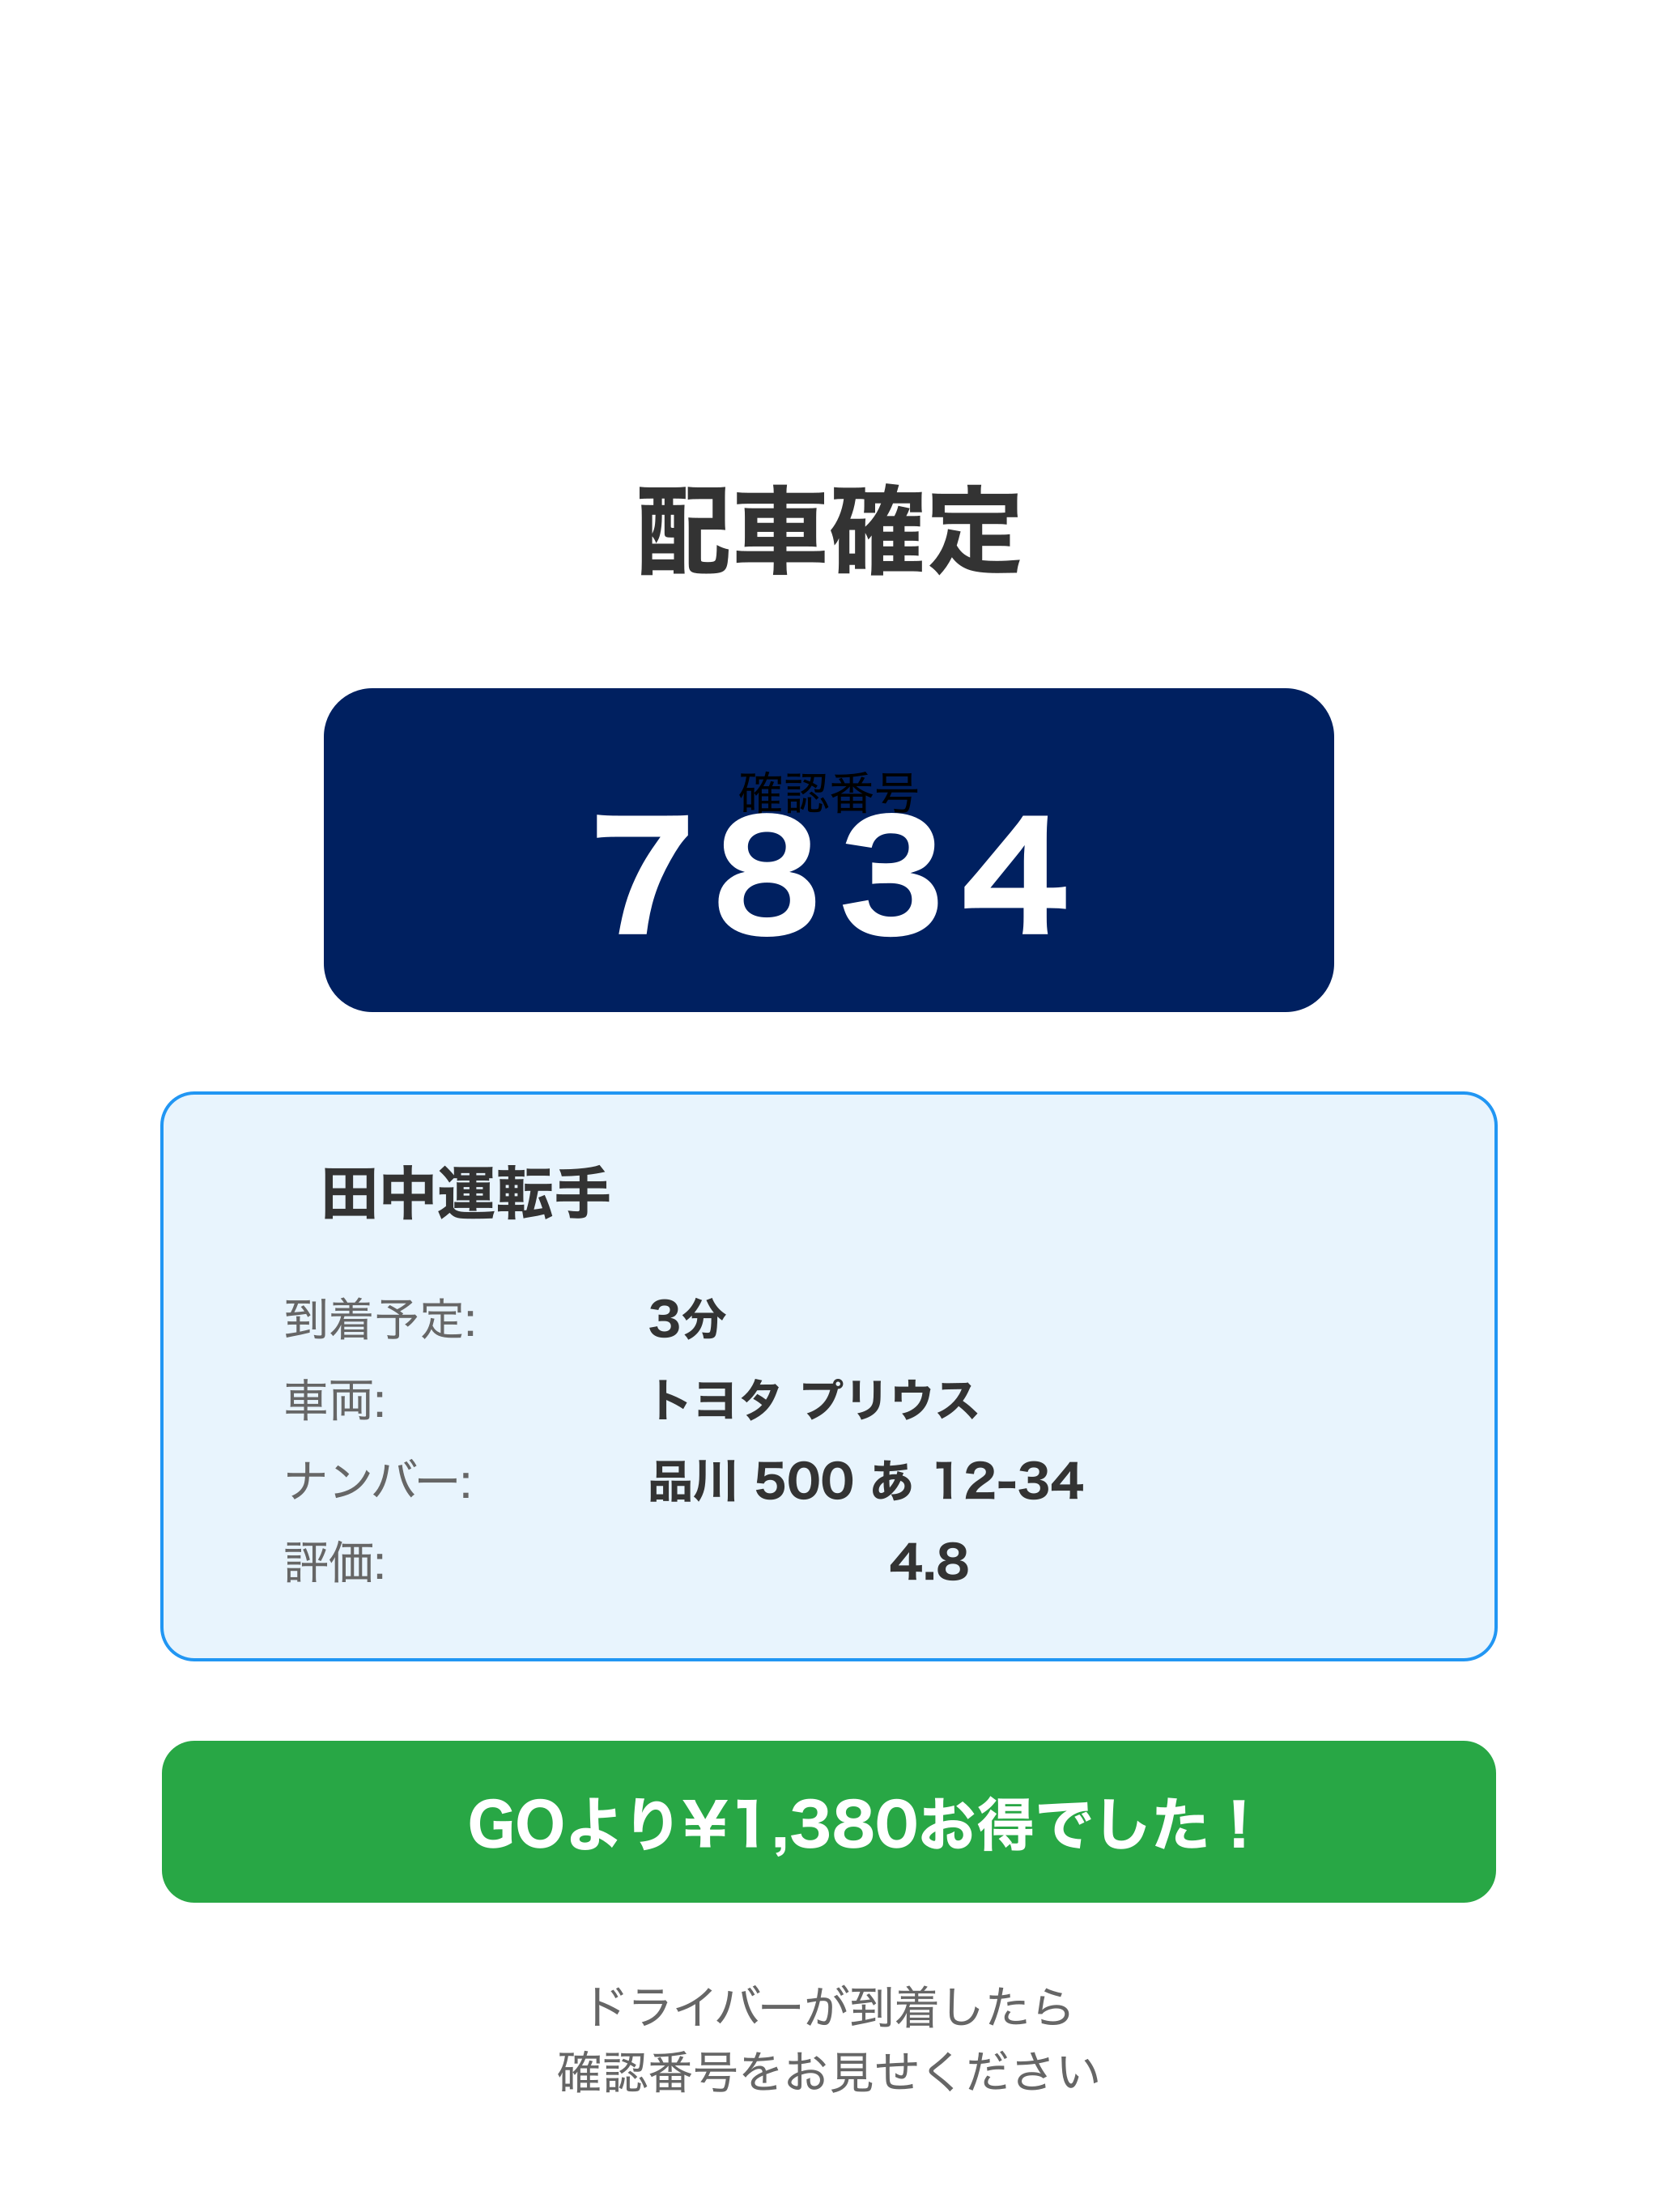 配車確定
確認番号
7834
田中運転手
到着予定: 3分
車両: トヨタ プリウス
ナンバー: 品川 500 あ 12-34
評価: 4.8
GOより¥1,380お得でした！
ドライバーが到着したら
確認番号をお見せください